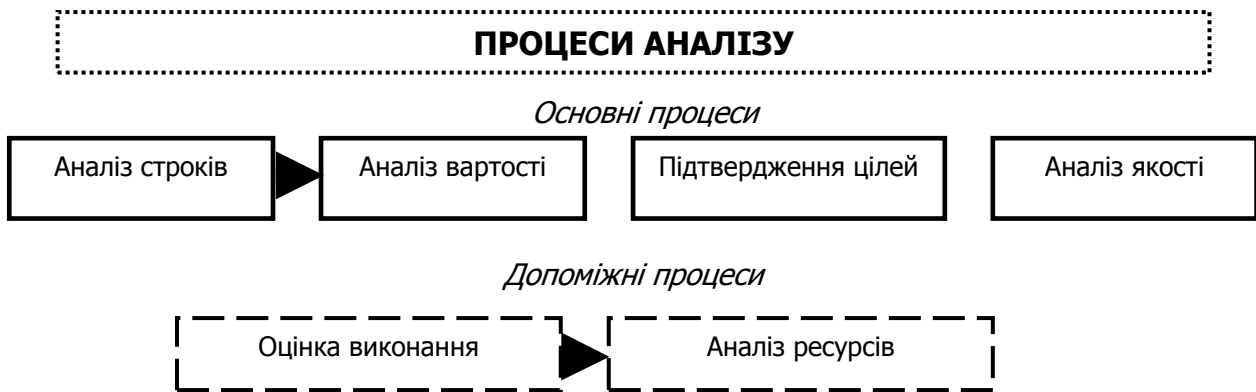 ПРОЦЕСИ АНАЛІЗУ
Основні процеси
Аналіз строків
Аналіз вартості
Підтвердження цілей
Аналіз якості
Допоміжні процеси
Оцінка виконання
Аналіз ресурсів